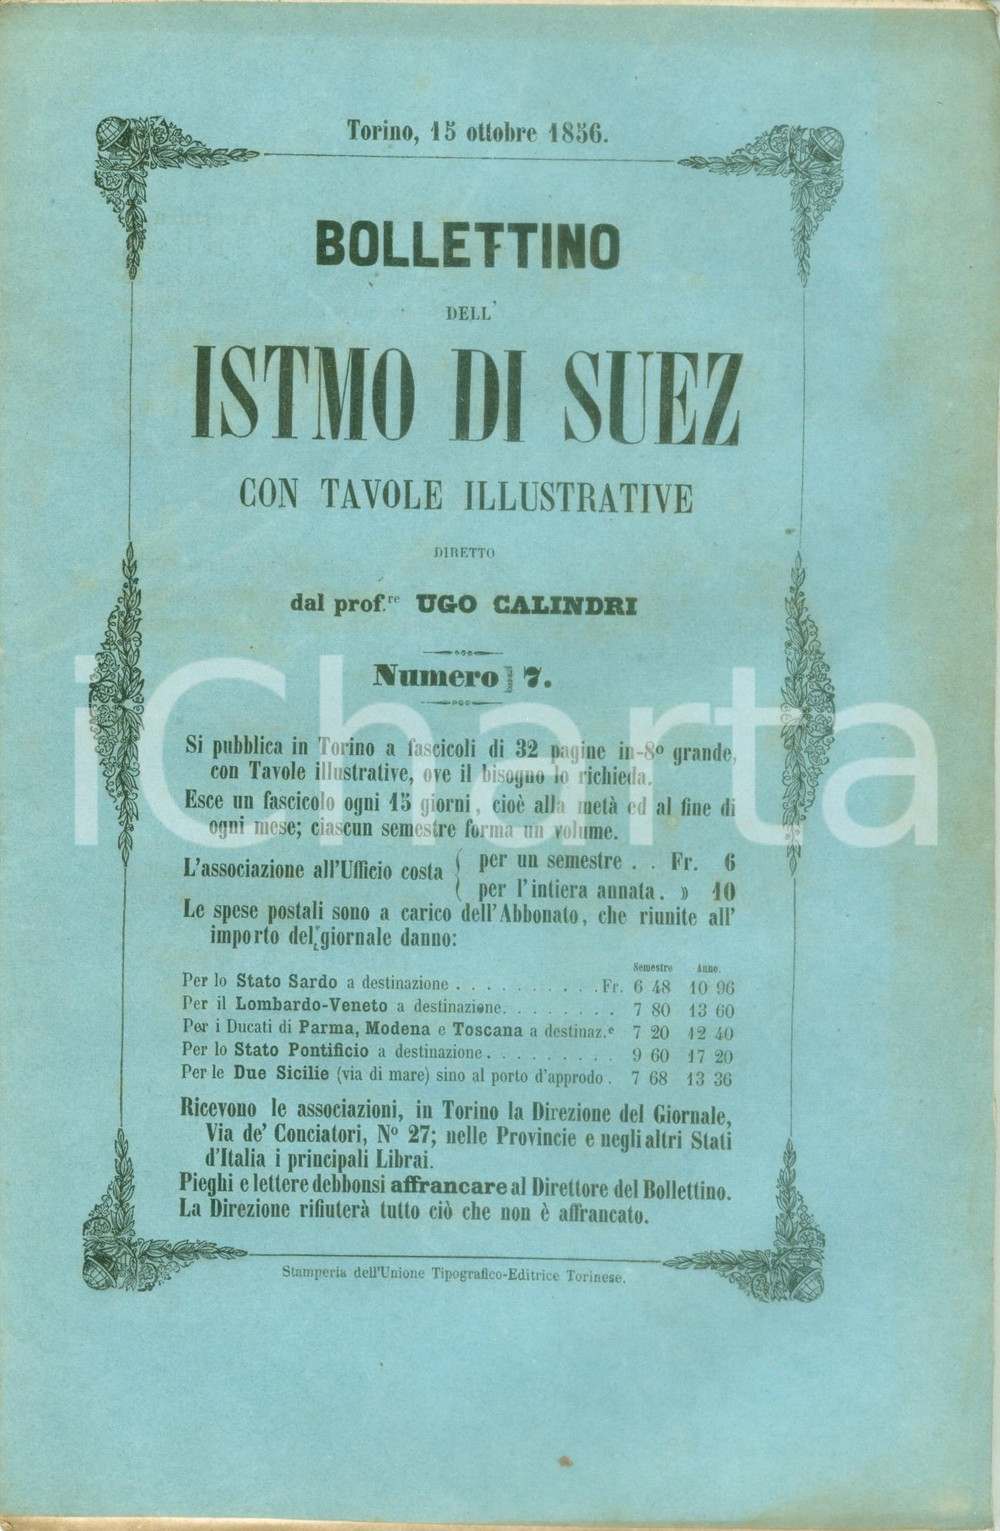 Torino, 15 ottobre 1856.
BOLLETTINO
DELL'
ISTMO DI SUEZ
CON TAVOLE ILLUSTRATIVE
DIRETTO
dal prof.re UGO CALINDRI
Numero 7.
Si pubblica in Torino a fascicoli di 32 pagine in-8º grande,
con Tavole illustrative, ove il bisogno lo richieda.
Esce un fascicolo ogni 15 giorni, cioè alla metà ed al fine di
ogni mese; ciascun semestre forma un volume.
L'associazione all'Ufficio costa ( per un semestre . . Fr. 6
( per l'intiera annata. » 10
Le spese postali sono a carico dell'Abbonato, che riunite all'
importo del giornale danno:
Semestre Anno.
Per lo Stato Sardo a destinazione . . . . . . . . . . Fr. 6 48 10 96
Per il Lombardo-Veneto a destinazione. . . . . . . . 7 80 13 60
Per i Ducati di Parma, Modena e Toscana a destinaz.e 7 20 12 40
Per lo Stato Pontificio a destinazione . . . . . . . . . 9 60 17 20
Per le Due Sicilie (via di mare) sino al porto d'approdo . 7 68 13 36
Ricevono le associazioni, in Torino la Direzione del Giornale,
Via de' Conciatori, Nº 27; nelle Provincie e negli altri Stati
d'Italia i principali Librai.
Pieghi e lettere debbonsi affrancare al Direttore del Bollettino.
La Direzione rifiuterà tutto ciò che non è affrancato.
Stamperia dell'Unione Tipografico-Editrice Torinese.
iCharta